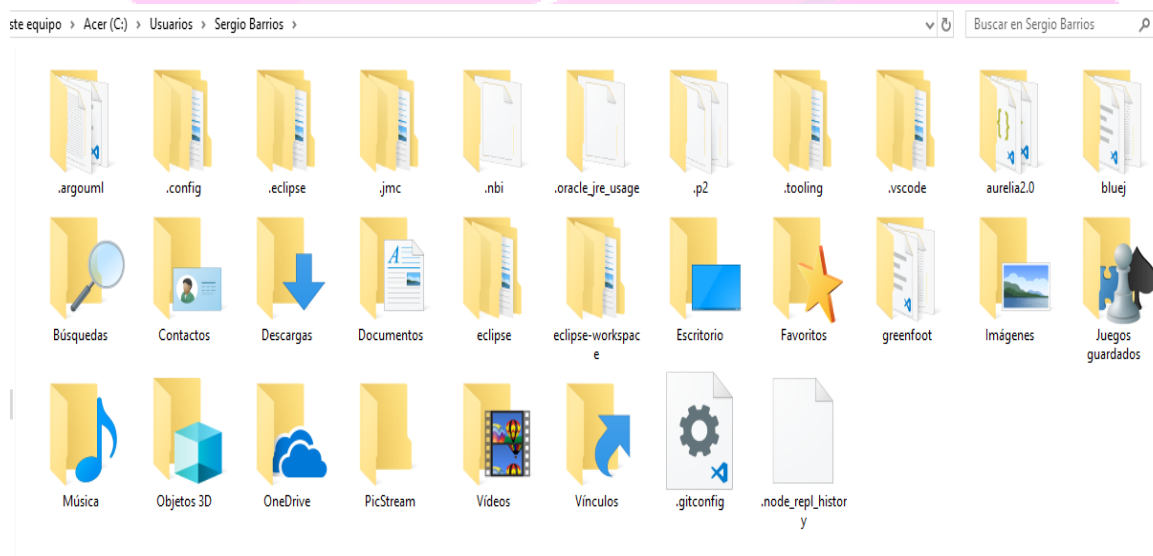 ste equipo > Acer (C:) > Usuarios > Sergio Barrios >
Buscar en Sergio Barrios
.argouml
.config
.eclipse
.jmc
.nbi
.oracle_jre_usage
.p2
.tooling
.vscode
aurelia2.0
bluej
Búsquedas
Contactos
Descargas
Documentos
eclipse
eclipse-workspac
e
Escritorio
Favoritos
greenfoot
Imágenes
Juegos
guardados
Música
Objetos 3D
OneDrive
PicStream
Vídeos
Vínculos
.gitconfig
.node_repl_histor
y